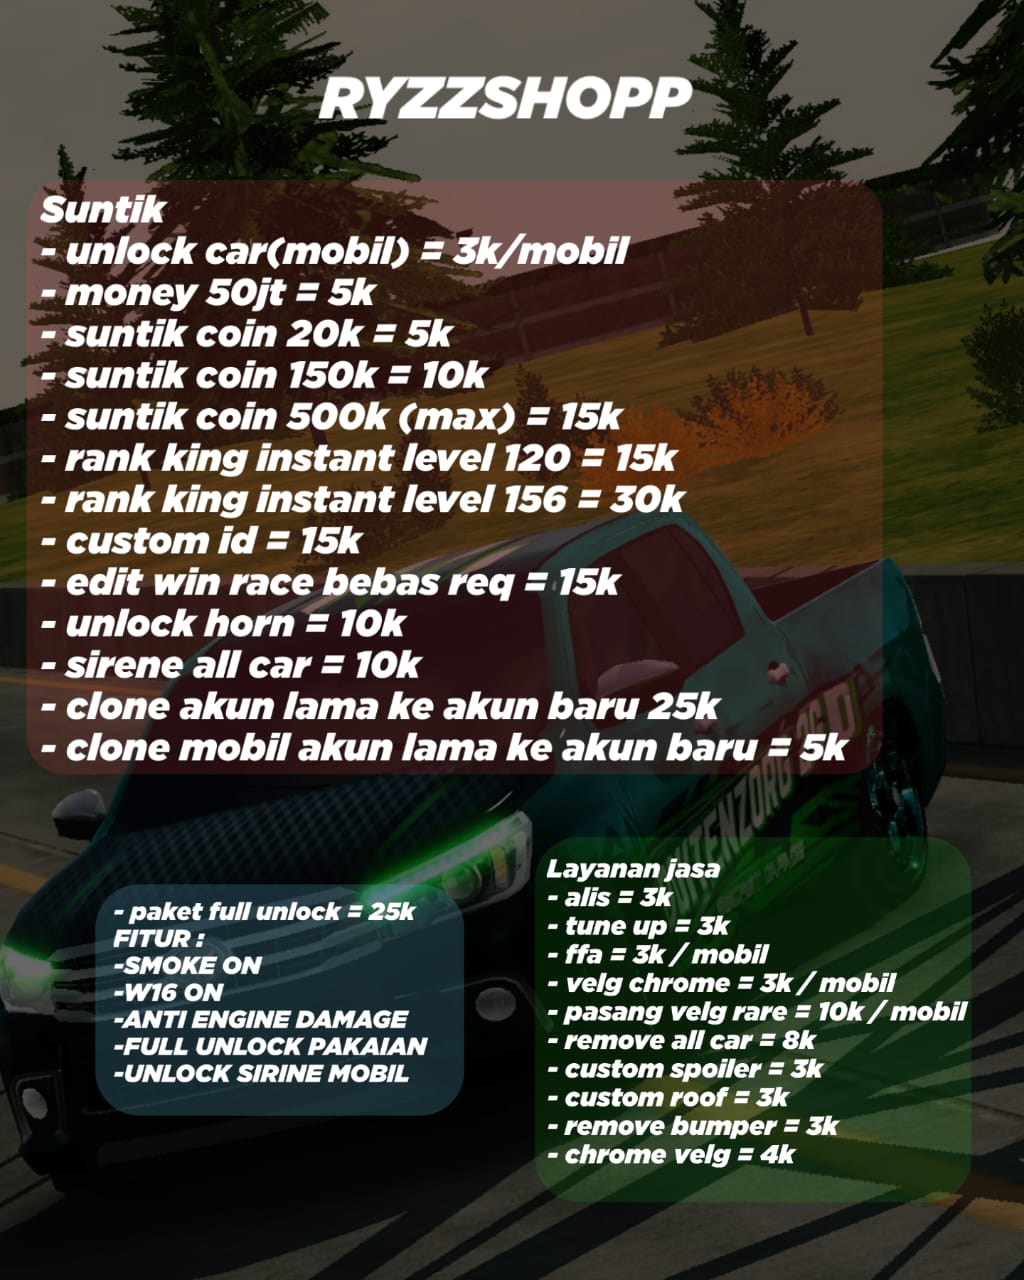 RYZZSHOPP
Suntik
- unlock car(mobil) = 3k/mobil
- money 50jt = 5k
- suntik coin 20k = 5k
- suntik coin 150k = 10k
- suntik coin 500k (max) = 15k
- rank king instant level 120 = 15k
- rank king instant level 156 = 30k
- custom id = 15k
- edit win race bebas req = 15k
- unlock horn = 10k
- sirene all car = 10k
- clone akun lama ke akun baru 25k
- clone mobil akun lama ke akun baru = 5k
- paket full unlock = 25k
FITUR :
-SMOKE ON
-W16 ON
-ANTI ENGINE DAMAGE
-FULL UNLOCK PAKAIAN
-UNLOCK SIRINE MOBIL
Layanan jasa
- alis = 3k
- tune up = 3k
- ffa = 3k / mobil
- velg chrome = 3k / mobil
- pasang velg rare = 10k / mobil
- remove all car = 8k
- custom spoiler = 3k
- custom roof = 3k
- remove bumper = 3k
- chrome velg = 4k